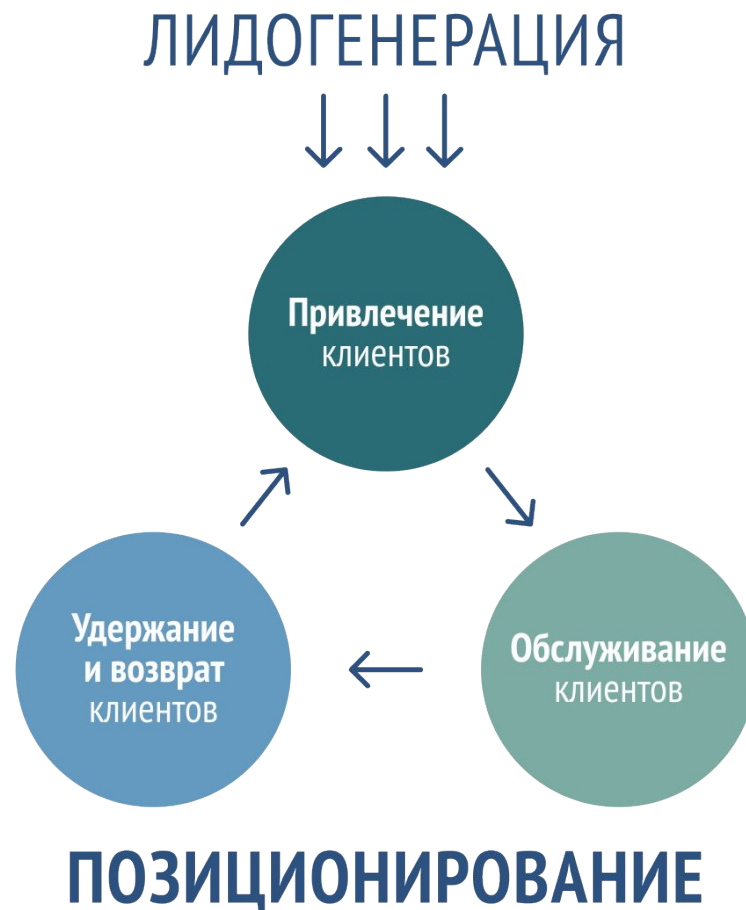 ЛИДОГЕНЕРАЦИЯ
Привлечение
клиентов
Удержание
и возврат
клиентов
Обслуживание
клиентов
ПОЗИЦИОНИРОВАНИЕ